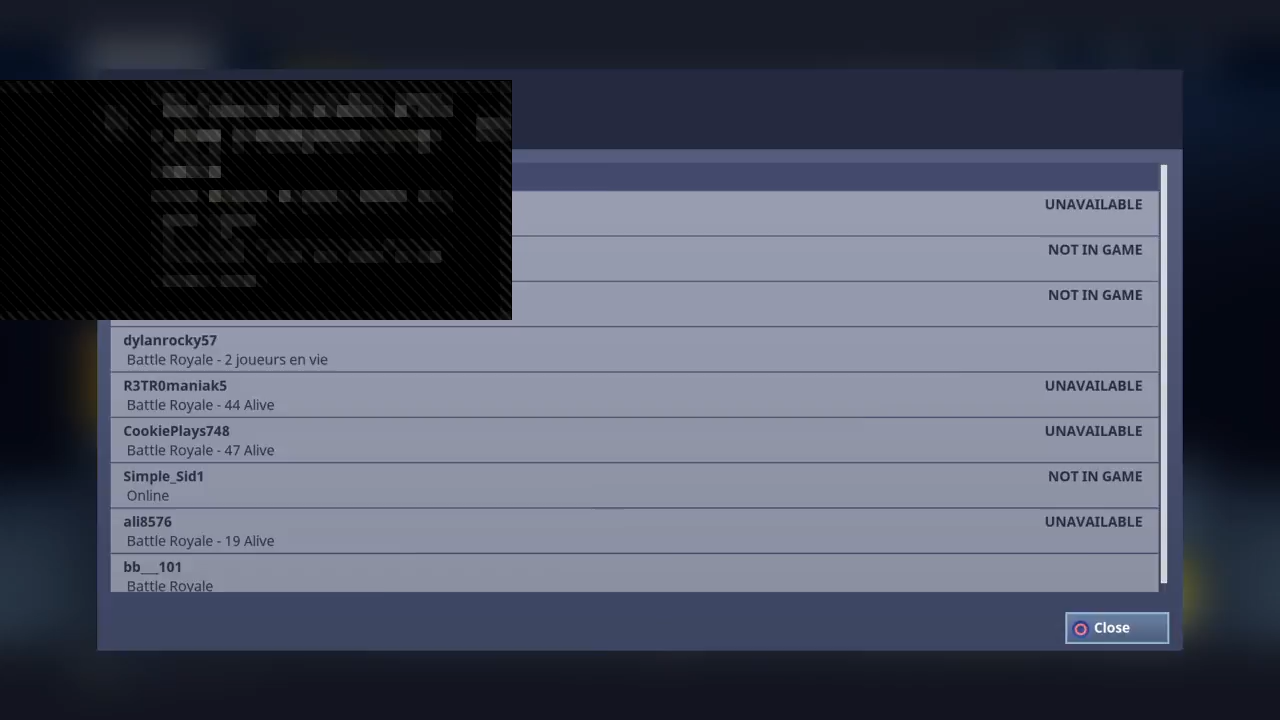 UNAVAILABLE
NOT IN GAME
NOT IN GAME
dylanrocky57
Battle Royale - 2 joueurs en vie
R3TR0maniak5 UNAVAILABLE
Battle Royale - 44 Alive
CookiePlays748 UNAVAILABLE
Battle Royale - 47 Alive
Simple_Sid1 NOT IN GAME
Online
ali8576 UNAVAILABLE
Battle Royale - 19 Alive
bb__101
Battle Royale
Close